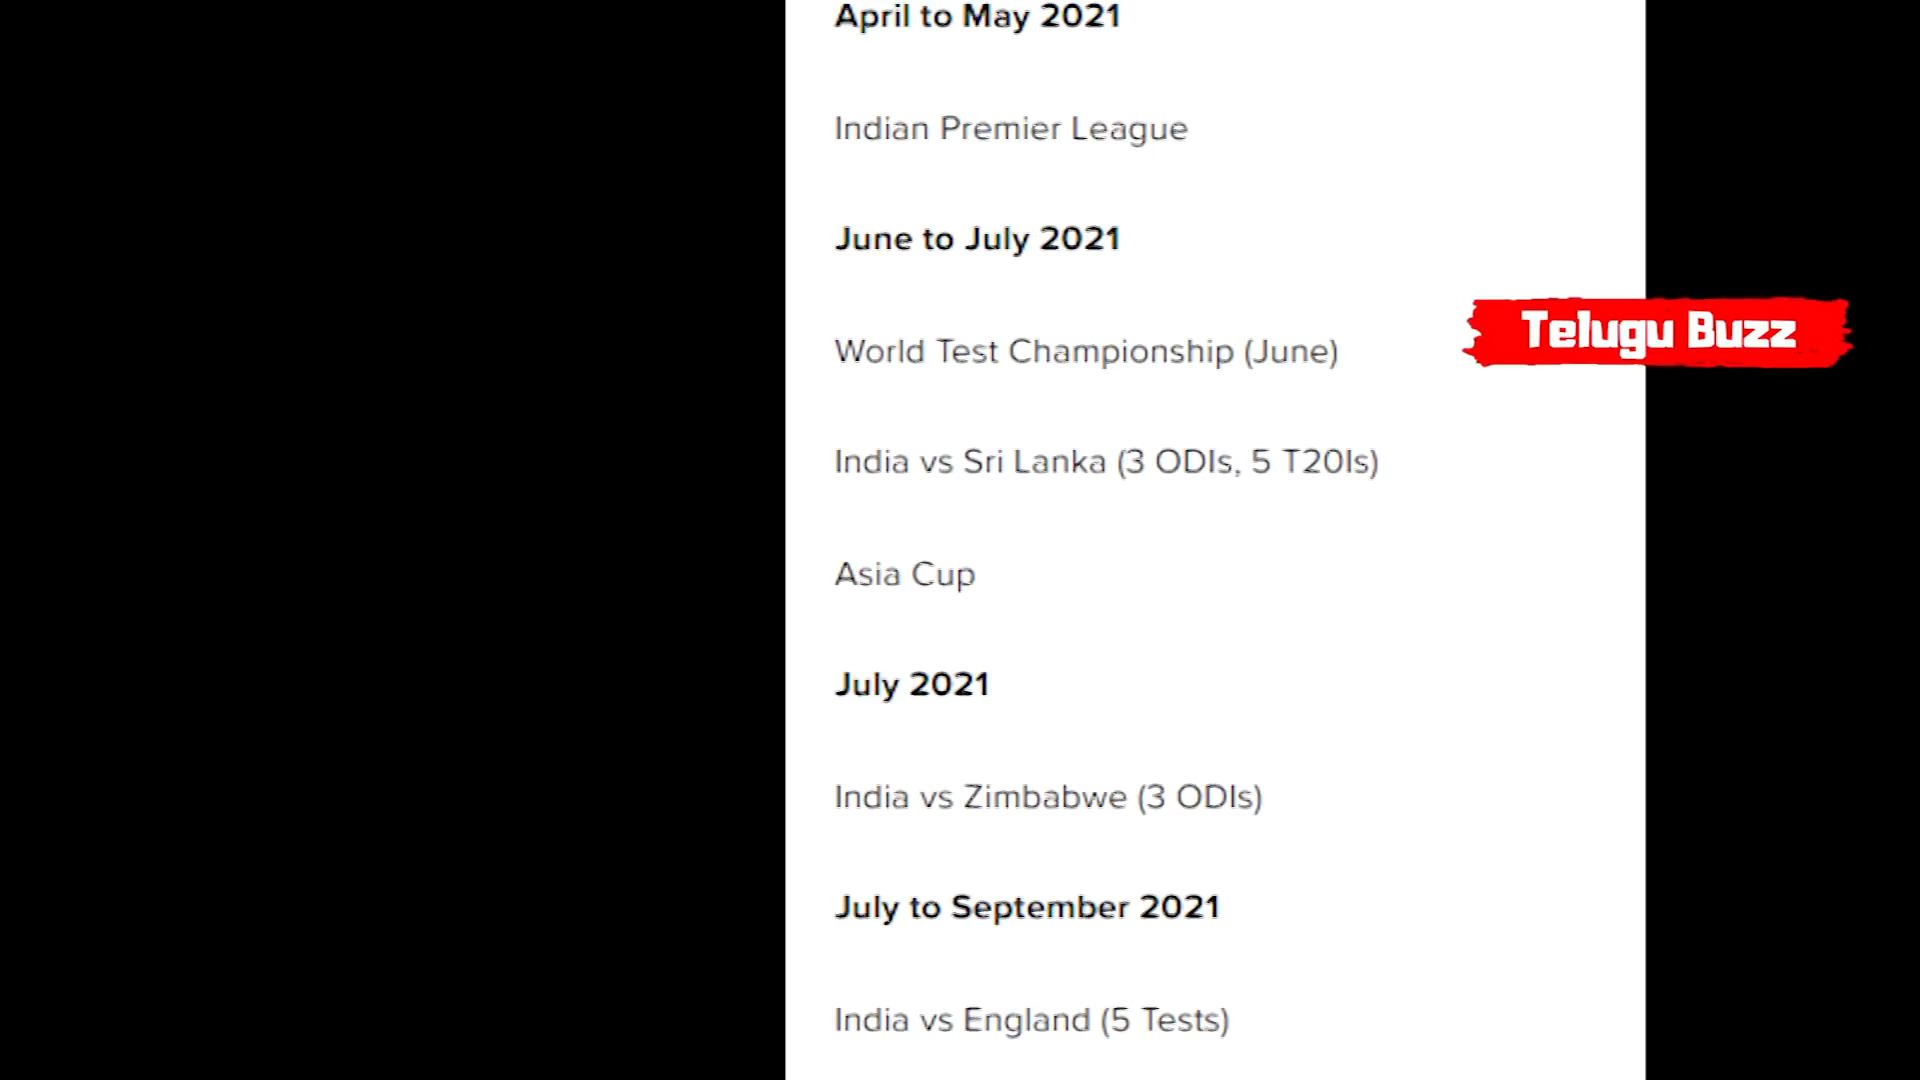 April to May 2021
Indian Premier League
June to July 2021
Telugu Buzz
World Test Championship (June)
India vs Sri Lanka (3 ODIs, 5 T20Is)
Asia Cup
July 2021
India vs Zimbabwe (3 ODIs)
July to September 2021
India vs England (5 Tests)